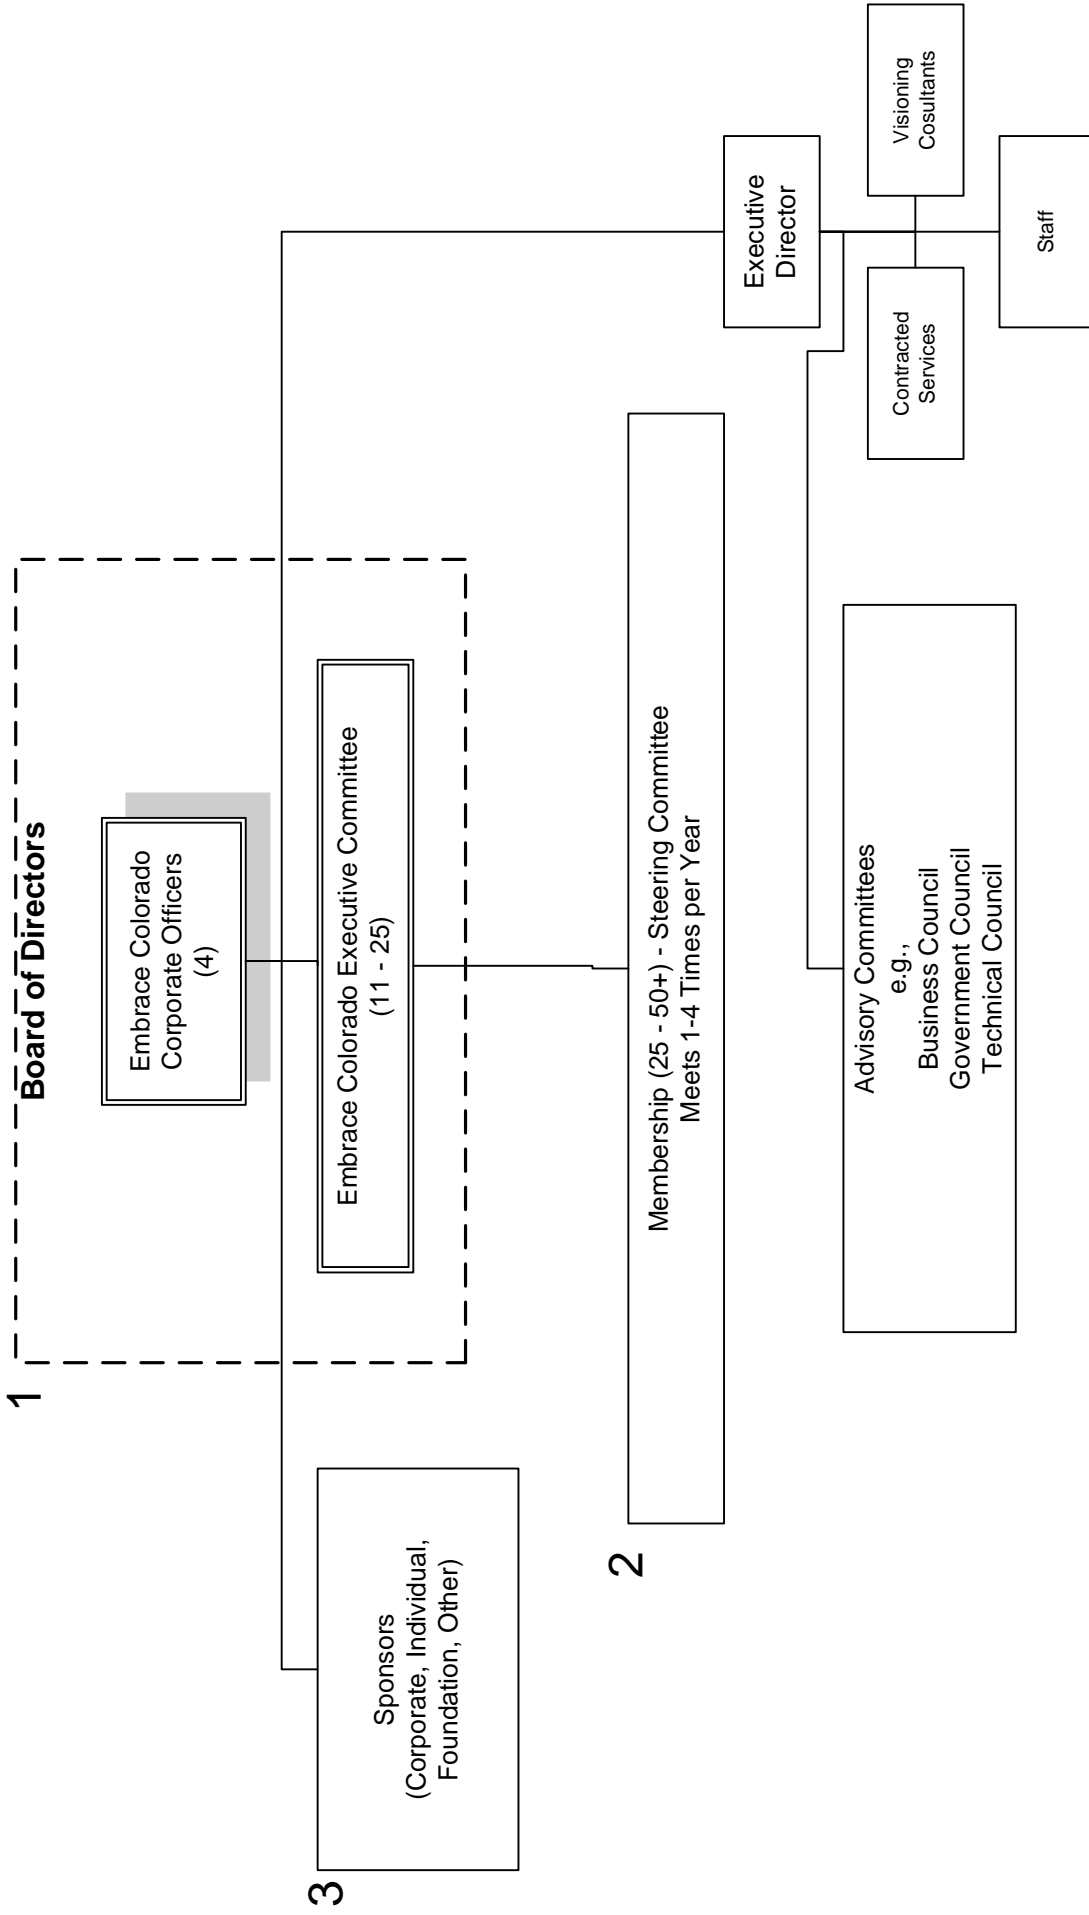 1
Board of Directors
Embrace Colorado
Corporate Officers
(4)
Embrace Colorado Executive Committee
(11 - 25)
3
Sponsors
(Corporate, Individual,
Foundation, Other)
2
Membership (25 - 50+) - Steering Committee
Meets 1-4 Times per Year
Executive
Director
Advisory Committees
e.g.,
Business Council
Government Council
Technical Council
Contracted
Services
Visioning
Cosultants
Staff